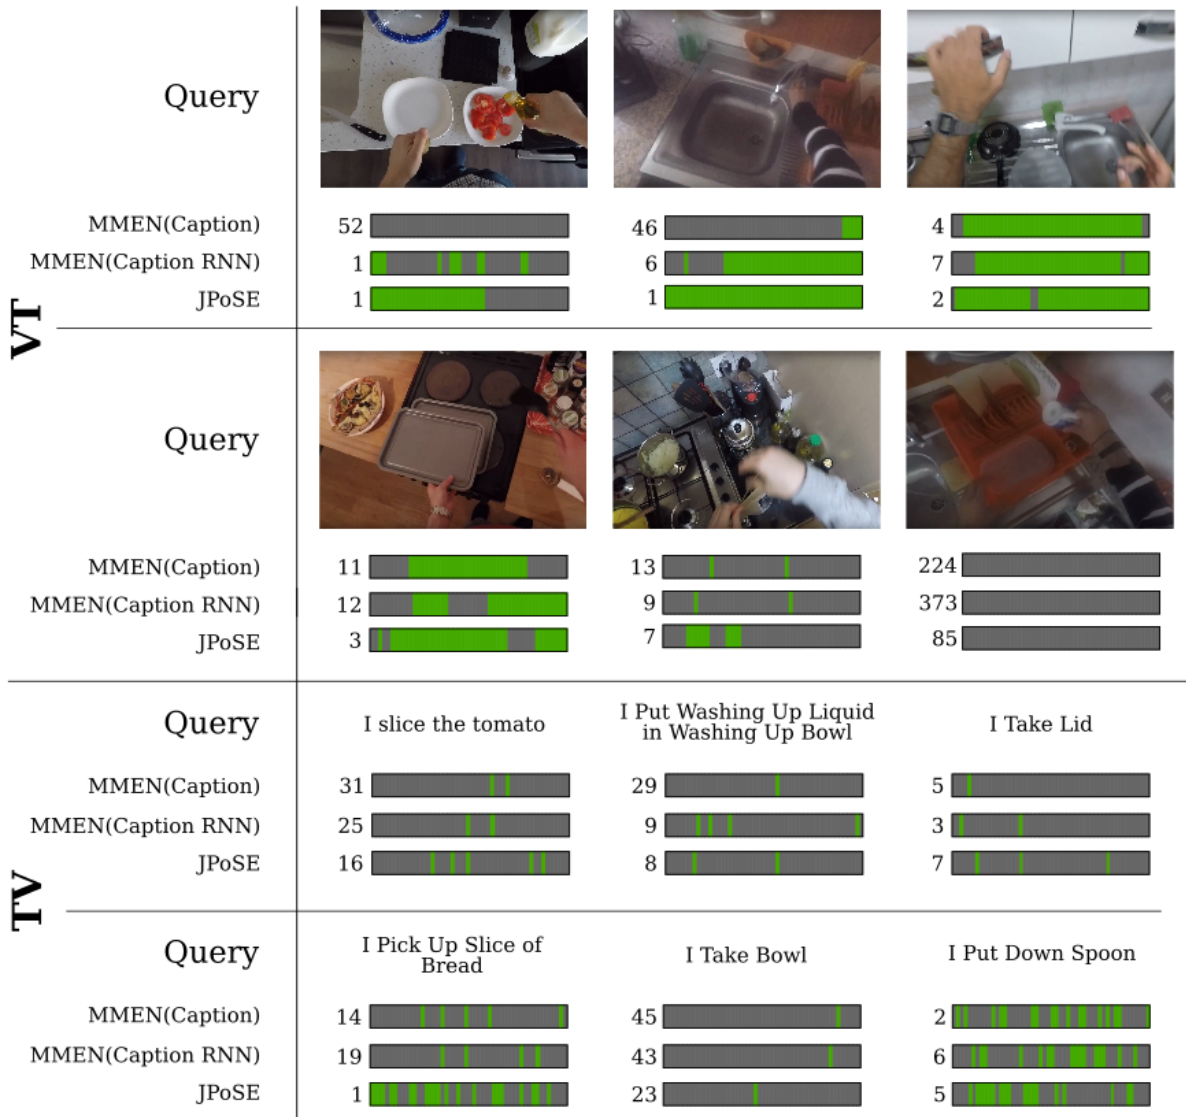 Query
MMEN(Caption) 52 46 4
MMEN(Caption RNN) 1 6 7
JPoSE 1 1 2
VT
Query
MMEN(Caption) 11 13 224
MMEN(Caption RNN) 12 9 373
JPoSE 3 7 85
Query I slice the tomato I Put Washing Up Liquid I Take Lid
in Washing Up Bowl
MMEN(Caption) 31 29 5
MMEN(Caption RNN) 25 9 3
JPoSE 16 8 7
TV
Query I Pick Up Slice of I Take Bowl I Put Down Spoon
Bread
MMEN(Caption) 14 45 2
MMEN(Caption RNN) 19 43 6
JPoSE 1 23 5